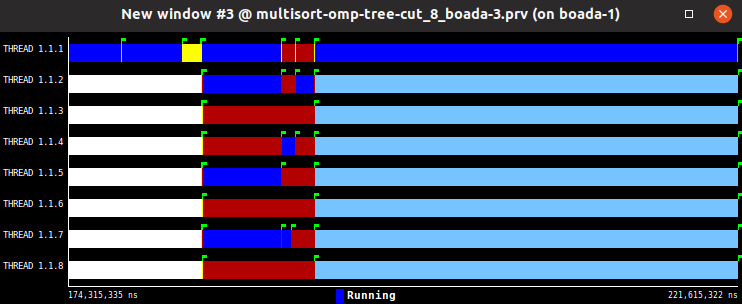 New window #3 @ multisort-omp-tree-cut_8_boada-3.prv (on boada-1)
THREAD 1.1.1
THREAD 1.1.2
THREAD 1.1.3
THREAD 1.1.4
THREAD 1.1.5
THREAD 1.1.6
THREAD 1.1.7
THREAD 1.1.8
174,315,335 ns
Running
221,615,322 ns